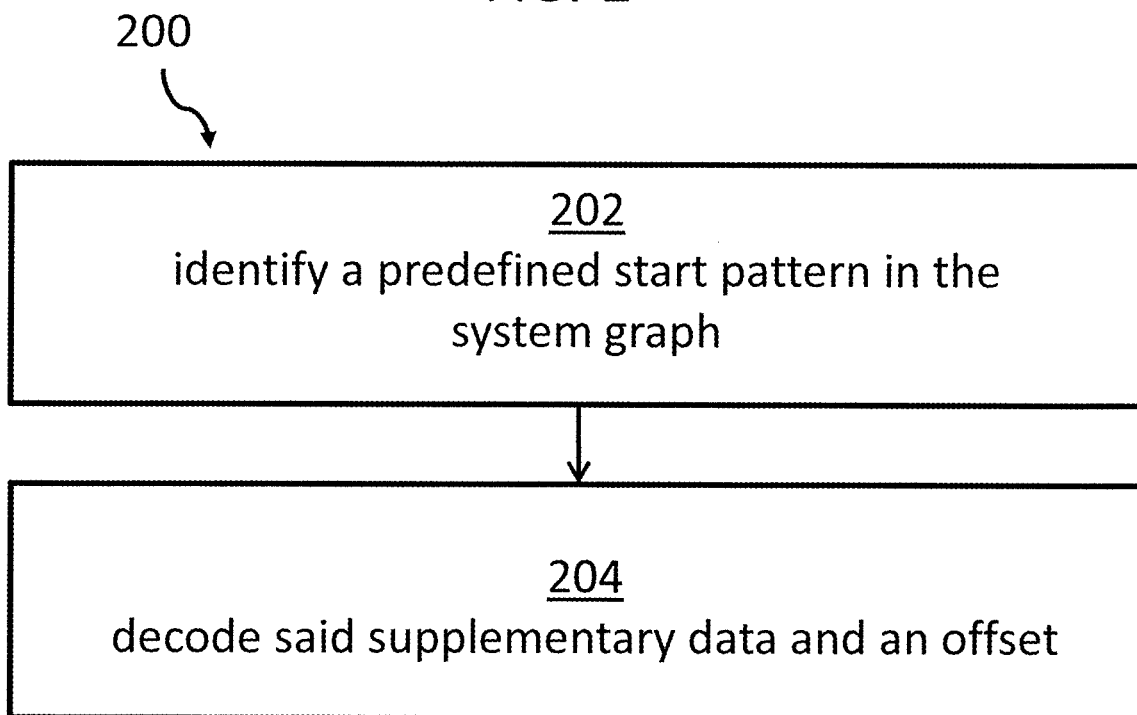 200
202
identify a predefined start pattern in the
system graph
204
decode said supplementary data and an offset